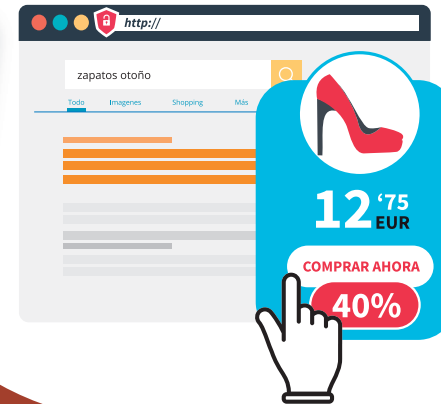 http://
zapatos otoño
Todo Imagenes Shopping Más
12 ‘75
EUR
COMPRAR AHORA
40%